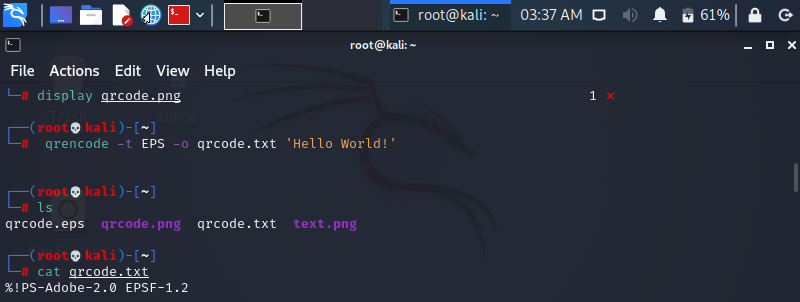 root@kali: ~ 03:37 AM 61%
root@kali: ~
File Actions Edit View Help
└─# display qrcode.png 1 ✗
┌──(root💀kali)-[~]
└─# qrencode -t EPS -o qrcode.txt 'Hello World!'
┌──(root💀kali)-[~]
└─# ls
qrcode.eps qrcode.png qrcode.txt text.png
┌──(root💀kali)-[~]
└─# cat qrcode.txt
%!PS-Adobe-2.0 EPSF-1.2